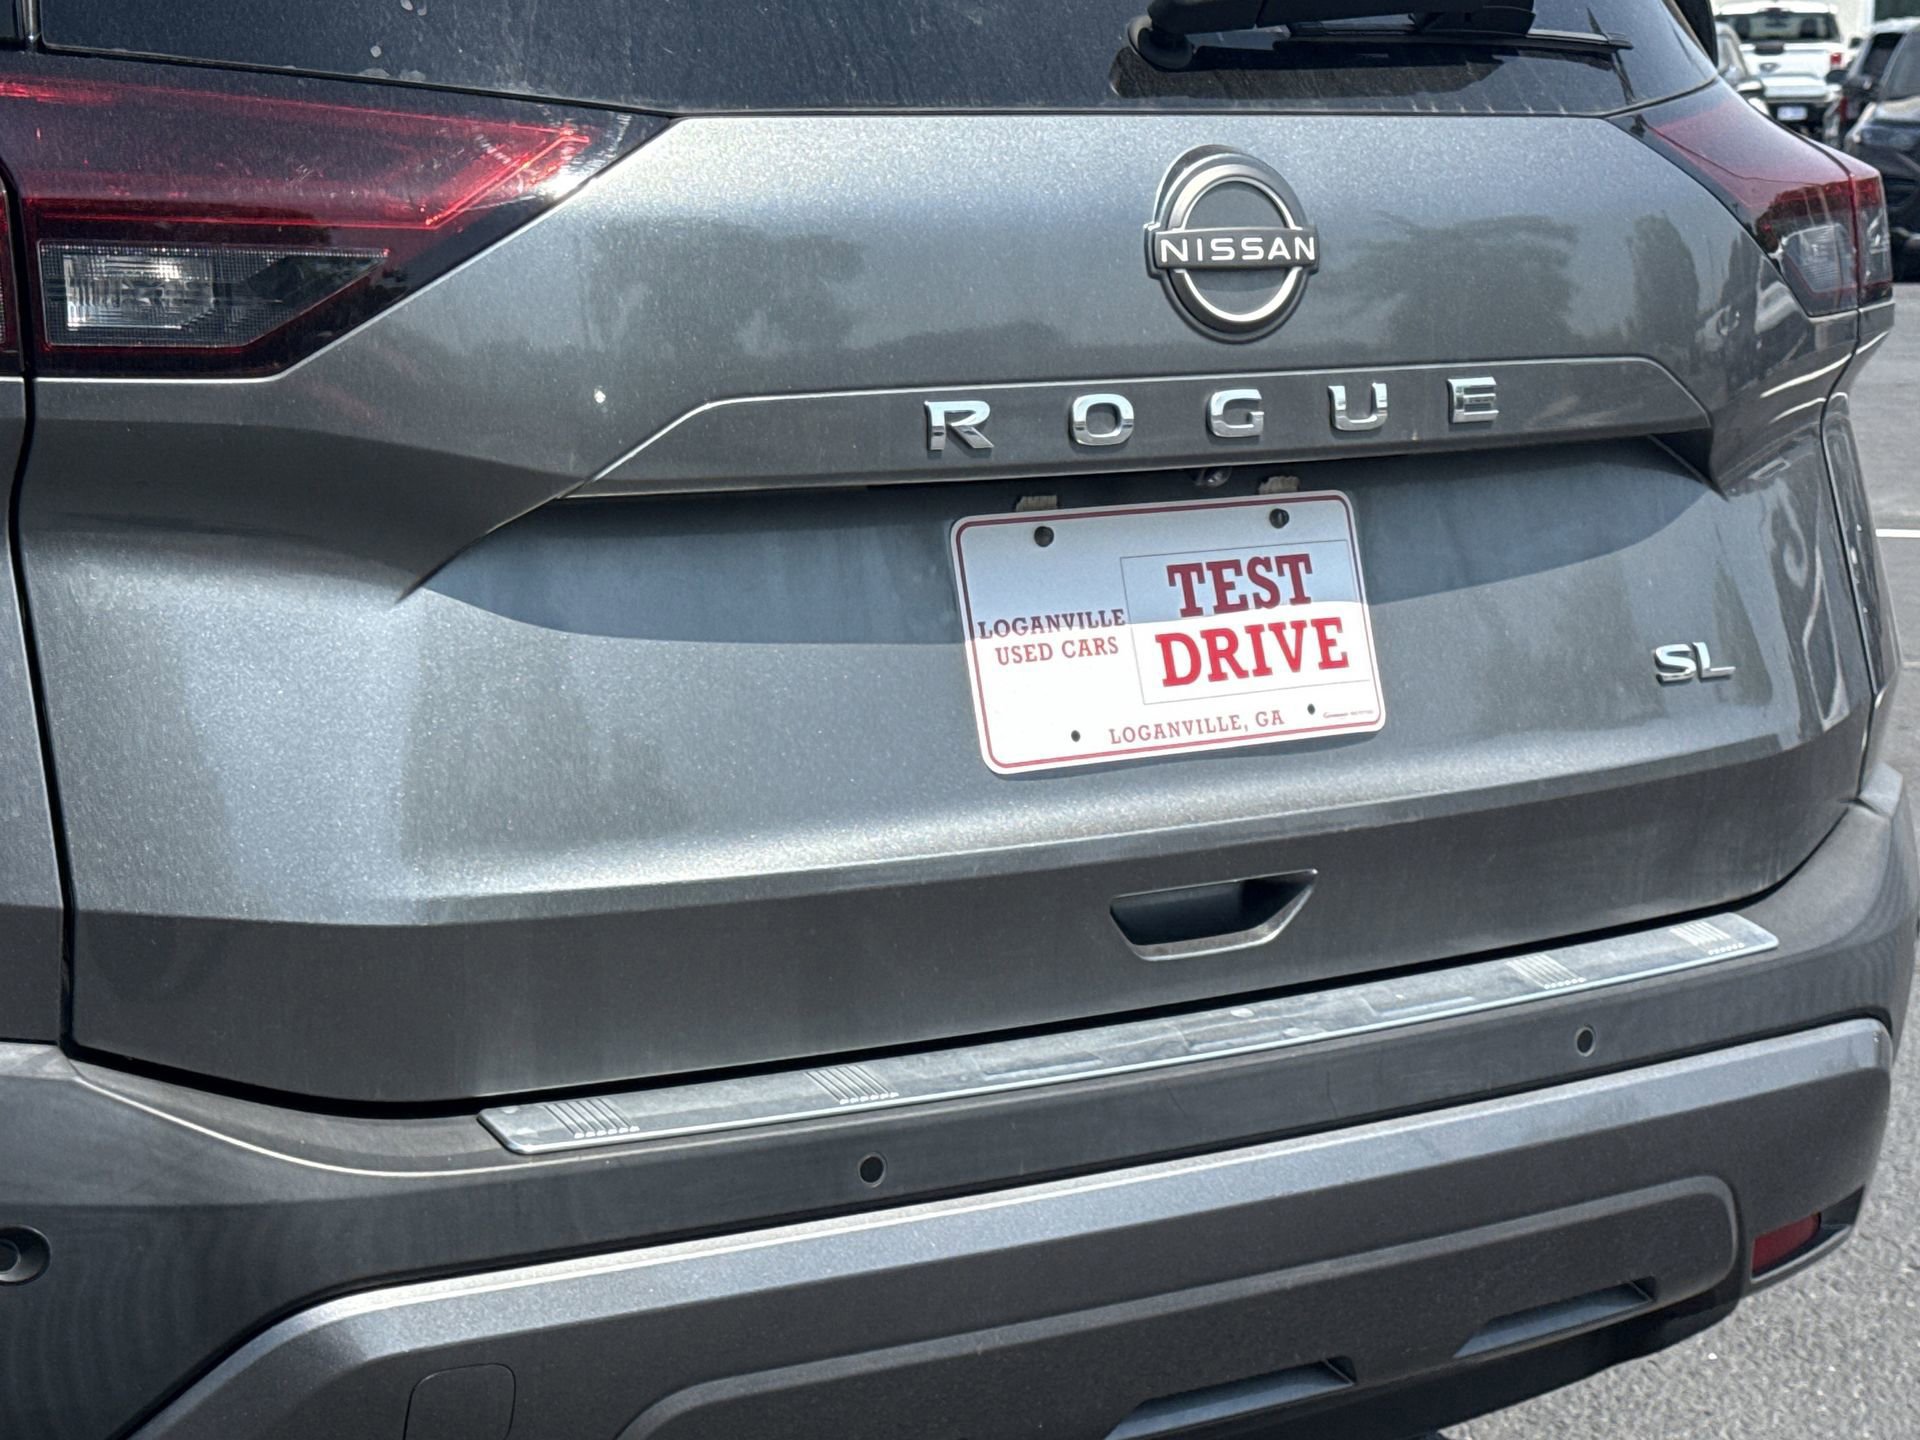 NISSAN
ROGUE
TEST
DRIVE
LOGANVILLE
USED CARS
SL
LOGANVILLE, GA